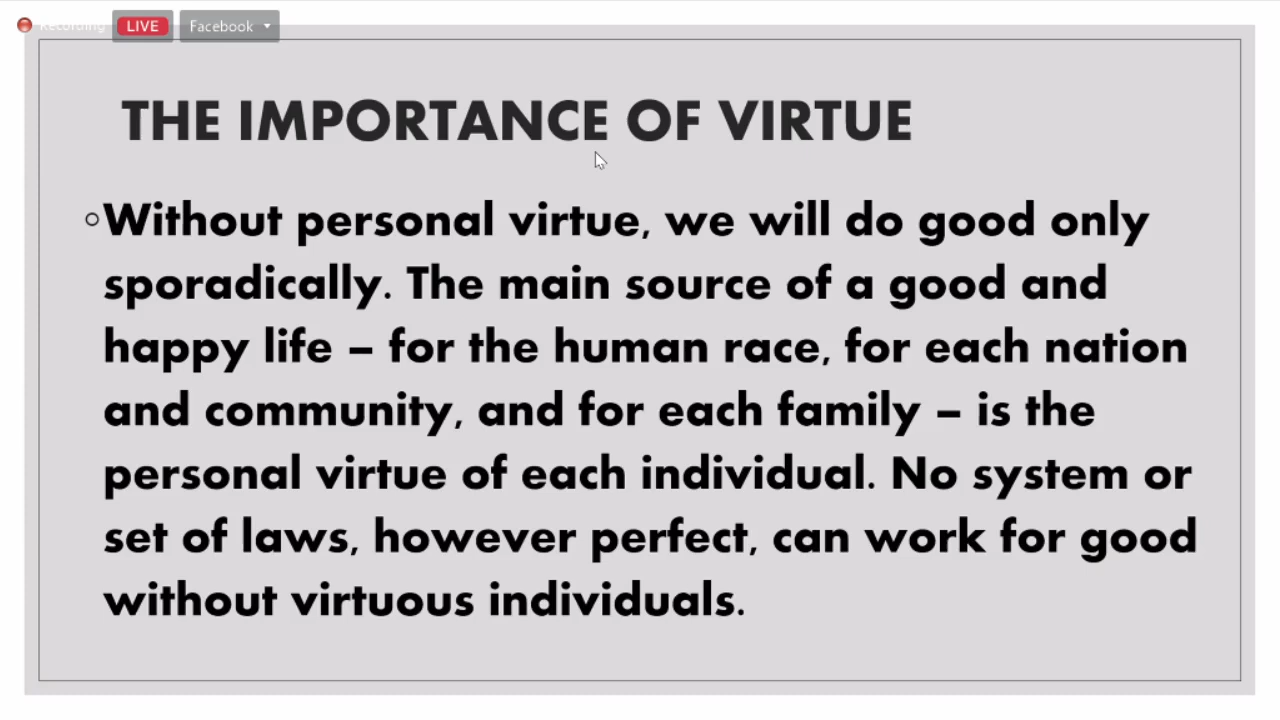 Recording LIVE Facebook
THE IMPORTANCE OF VIRTUE
Without personal virtue, we will do good only
sporadically. The main source of a good and
happy life – for the human race, for each nation
and community, and for each family – is the
personal virtue of each individual. No system or
set of laws, however perfect, can work for good
without virtuous individuals.